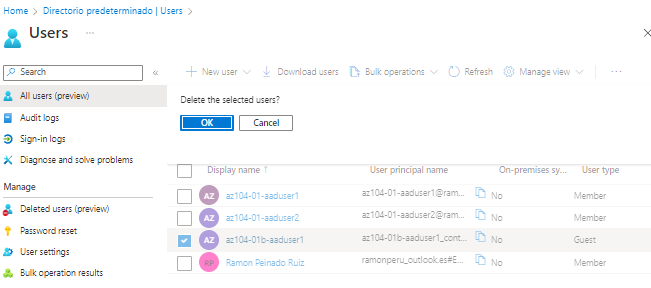 Home > Directorio predeterminado | Users >
Users ...
Search «
New user Download users Bulk operations Refresh Manage view ...
All users (preview)
Audit logs
Sign-in logs
Diagnose and solve problems
Manage
Deleted users (preview)
Password reset
User settings
Bulk operation results
Delete the selected users?
OK Cancel
Display name ↑ User principal name On-premises sy... User type
AZ az104-01-aaduser1 az104-01-aaduser1@ram... No Member
AZ az104-01-aaduser2 az104-01-aaduser2@ram... No Member
AZ az104-01b-aaduser1 az104-01b-aaduser1_cont... No Guest
RP Ramon Peinado Ruiz ramonperu_outlook.es#E... No Member